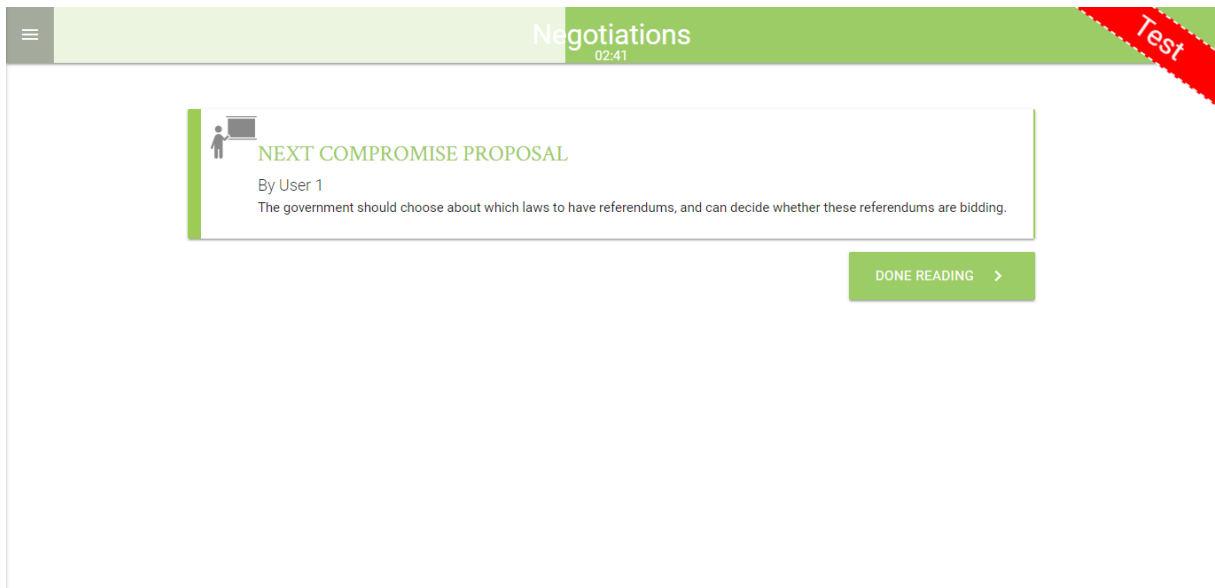 Negotiations
02:41
Test
NEXT COMPROMISE PROPOSAL
By User 1
The government should choose about which laws to have referendums, and can decide whether these referendums are bidding.
DONE READING